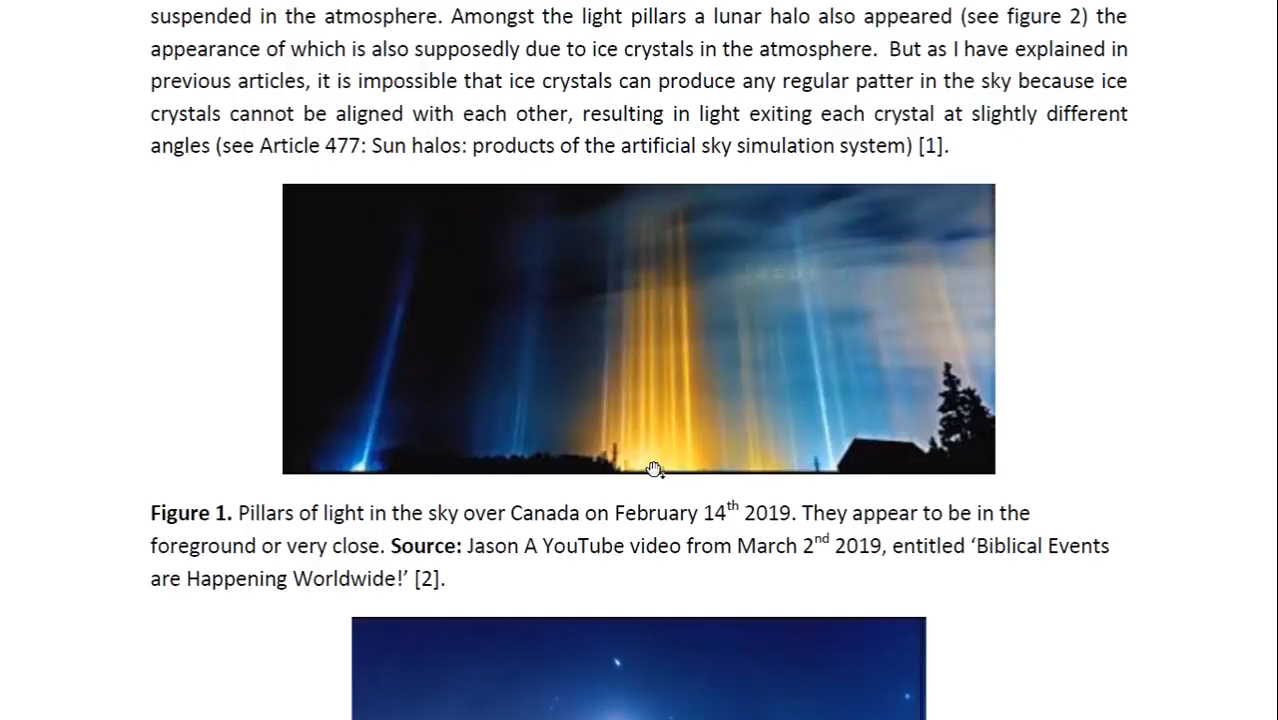 suspended in the atmosphere. Amongst the light pillars a lunar halo also appeared (see figure 2) the
appearance of which is also supposedly due to ice crystals in the atmosphere. But as I have explained in
previous articles, it is impossible that ice crystals can produce any regular patter in the sky because ice
crystals cannot be aligned with each other, resulting in light exiting each crystal at slightly different
angles (see Article 477: Sun halos: products of the artificial sky simulation system) [1].
Figure 1. Pillars of light in the sky over Canada on February 14th 2019. They appear to be in the
foreground or very close. Source: Jason A YouTube video from March 2nd 2019, entitled ‘Biblical Events
are Happening Worldwide!’ [2].